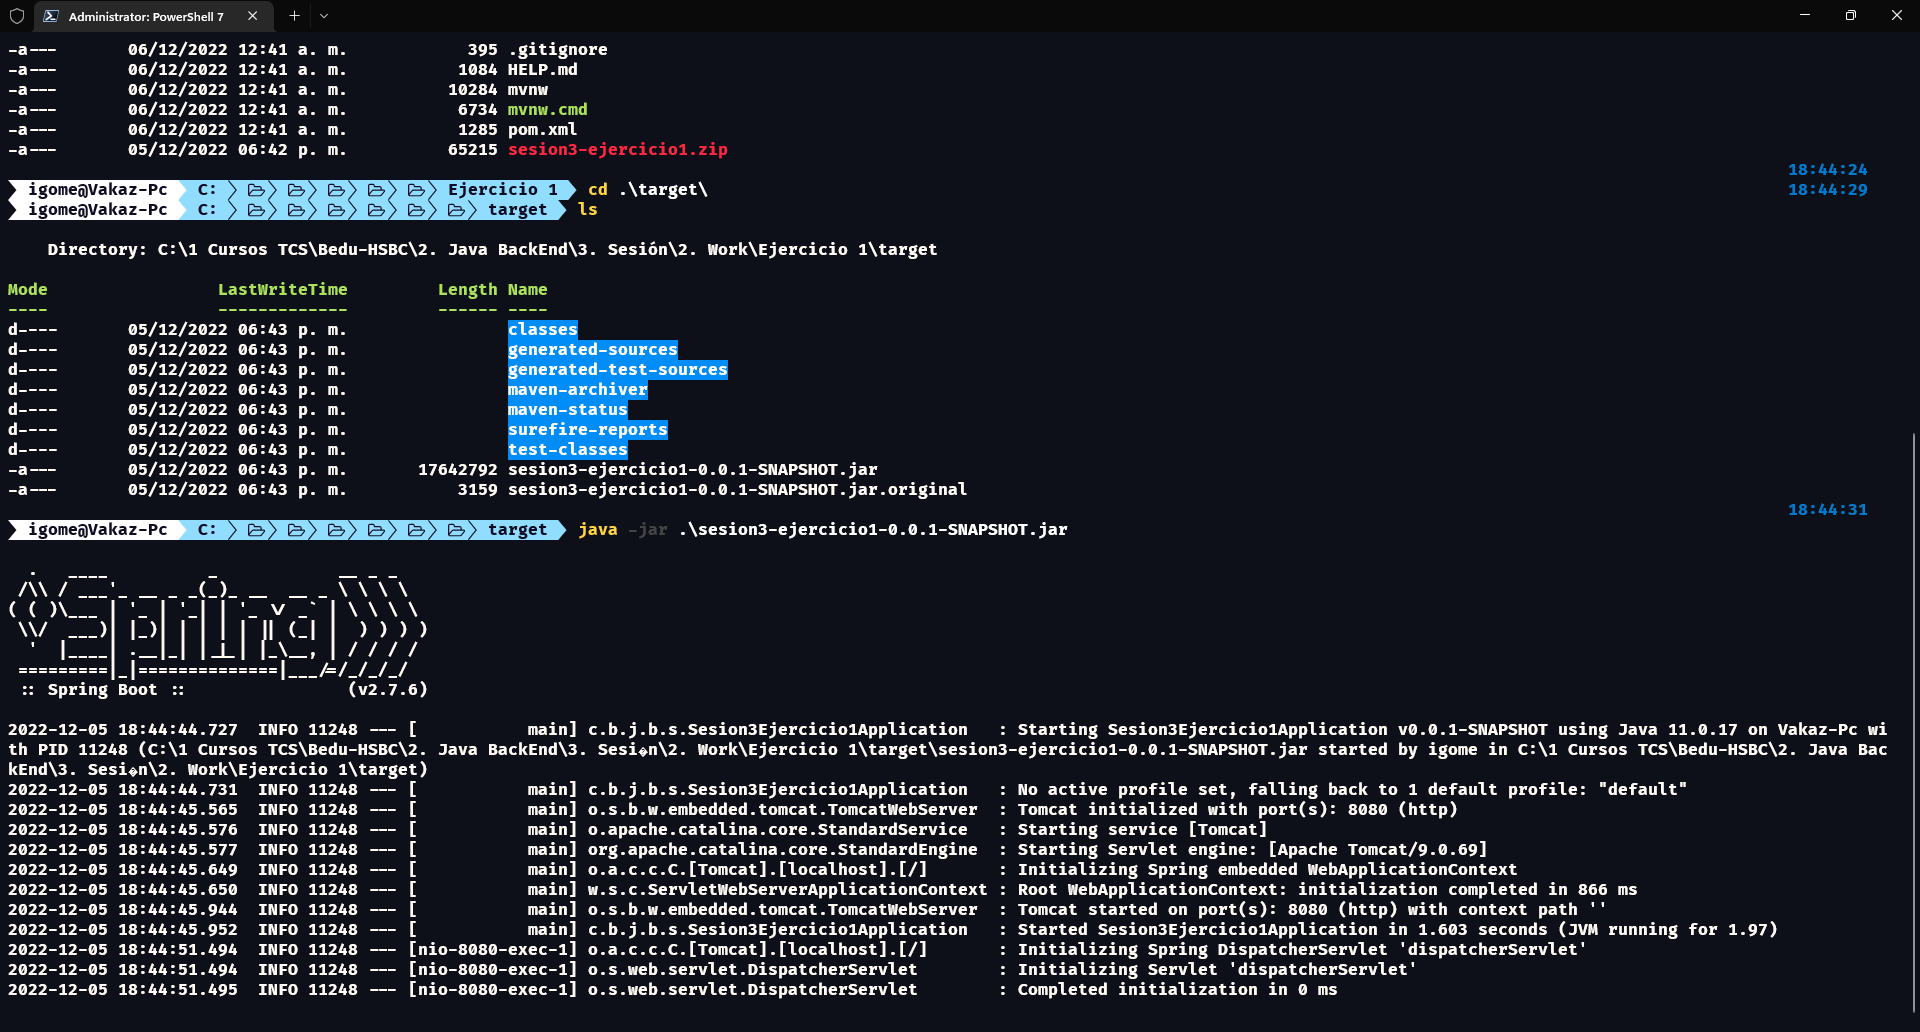 Administrator: PowerShell 7
-a---        06/12/2022 12:41 a. m.            395 .gitignore
-a---        06/12/2022 12:41 a. m.           1084 HELP.md
-a---        06/12/2022 12:41 a. m.          10284 mvnw
-a---        06/12/2022 12:41 a. m.           6734 mvnw.cmd
-a---        06/12/2022 12:41 a. m.           1285 pom.xml
-a---        05/12/2022 06:42 p. m.          65215 sesion3-ejercicio1.zip
18:44:24
igome@Vakaz-Pc C: Ejercicio 1 cd .\target\ 18:44:29
igome@Vakaz-Pc C: target ls
Directory: C:\1 Cursos TCS\Bedu-HSBC\2. Java BackEnd\3. Sesión\2. Work\Ejercicio 1\target
Mode                 LastWriteTime         Length Name
----                 -------------         ------ ----
d----        05/12/2022 06:43 p. m.                classes
d----        05/12/2022 06:43 p. m.                generated-sources
d----        05/12/2022 06:43 p. m.                generated-test-sources
d----        05/12/2022 06:43 p. m.                maven-archiver
d----        05/12/2022 06:43 p. m.                maven-status
d----        05/12/2022 06:43 p. m.                surefire-reports
d----        05/12/2022 06:43 p. m.                test-classes
-a---        05/12/2022 06:43 p. m.       17642792 sesion3-ejercicio1-0.0.1-SNAPSHOT.jar
-a---        05/12/2022 06:43 p. m.           3159 sesion3-ejercicio1-0.0.1-SNAPSHOT.jar.original
18:44:31
igome@Vakaz-Pc C: target java -jar .\sesion3-ejercicio1-0.0.1-SNAPSHOT.jar
Spring
:: Spring Boot ::                (v2.7.6)
2022-12-05 18:44:44.727  INFO 11248 --- [           main] c.b.j.b.s.Sesion3Ejercicio1Application   : Starting Sesion3Ejercicio1Application v0.0.1-SNAPSHOT using Java 11.0.17 on Vakaz-Pc wi
th PID 11248 (C:\1 Cursos TCS\Bedu-HSBC\2. Java BackEnd\3. Sesi�n\2. Work\Ejercicio 1\target\sesion3-ejercicio1-0.0.1-SNAPSHOT.jar started by igome in C:\1 Cursos TCS\Bedu-HSBC\2. Java Bac
kEnd\3. Sesi�n\2. Work\Ejercicio 1\target)
2022-12-05 18:44:44.731  INFO 11248 --- [           main] c.b.j.b.s.Sesion3Ejercicio1Application   : No active profile set, falling back to 1 default profile: "default"
2022-12-05 18:44:45.565  INFO 11248 --- [           main] o.s.b.w.embedded.tomcat.TomcatWebServer  : Tomcat initialized with port(s): 8080 (http)
2022-12-05 18:44:45.576  INFO 11248 --- [           main] o.apache.catalina.core.StandardService   : Starting service [Tomcat]
2022-12-05 18:44:45.577  INFO 11248 --- [           main] org.apache.catalina.core.StandardEngine  : Starting Servlet engine: [Apache Tomcat/9.0.69]
2022-12-05 18:44:45.649  INFO 11248 --- [           main] o.a.c.c.C.[Tomcat].[localhost].[/]       : Initializing Spring embedded WebApplicationContext
2022-12-05 18:44:45.650  INFO 11248 --- [           main] w.s.c.ServletWebServerApplicationContext : Root WebApplicationContext: initialization completed in 866 ms
2022-12-05 18:44:45.944  INFO 11248 --- [           main] o.s.b.w.embedded.tomcat.TomcatWebServer  : Tomcat started on port(s): 8080 (http) with context path ''
2022-12-05 18:44:45.952  INFO 11248 --- [           main] c.b.j.b.s.Sesion3Ejercicio1Application   : Started Sesion3Ejercicio1Application in 1.603 seconds (JVM running for 1.97)
2022-12-05 18:44:51.494  INFO 11248 --- [nio-8080-exec-1] o.a.c.c.C.[Tomcat].[localhost].[/]       : Initializing Spring DispatcherServlet 'dispatcherServlet'
2022-12-05 18:44:51.494  INFO 11248 --- [nio-8080-exec-1] o.s.web.servlet.DispatcherServlet        : Initializing Servlet 'dispatcherServlet'
2022-12-05 18:44:51.495  INFO 11248 --- [nio-8080-exec-1] o.s.web.servlet.DispatcherServlet        : Completed initialization in 0 ms